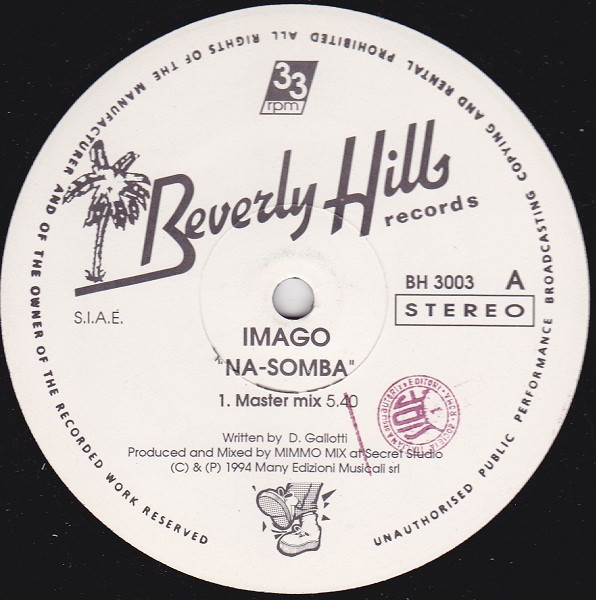 ALL RIGHTS OF THE MANUFACTURER AND OF THE OWNER OF THE RECORDED WORK RESERVED
UNAUTHORISED PUBLIC PERFORMANCE BROADCASTING COPYING AND RENTAL PROHIBITED
33
rpm
Beverly Hills
records
BH 3003 A
STEREO
S.I.A.E.
IMAGO
"NA-SOMBA"
1. Master mix 5.40
Written by D. Gallotti
Produced and Mixed by MIMMO MIX at Secret Studio
(C) & (P) 1994 Many Edizioni Musicali srl